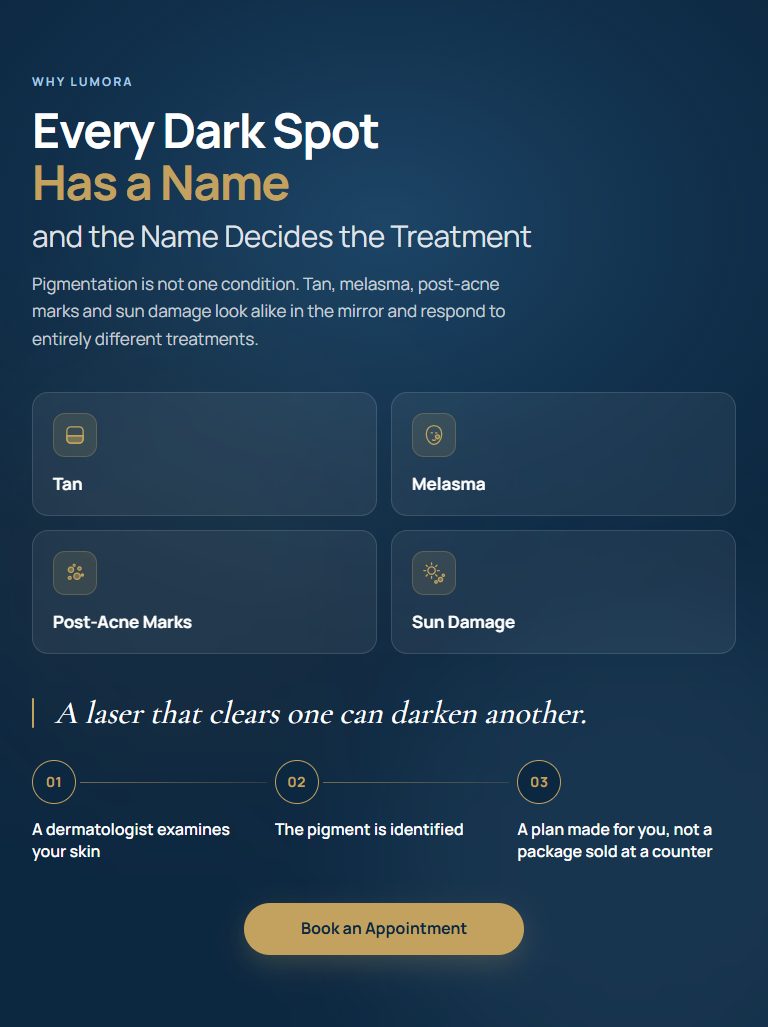 WHY LUMORA
Every Dark Spot
Has a Name
and the Name Decides the Treatment
Pigmentation is not one condition. Tan, melasma, post-acne
marks and sun damage look alike in the mirror and respond to
entirely different treatments.
Tan
Melasma
Post-Acne Marks
Sun Damage
A laser that clears one can darken another.
01
02
03
A dermatologist examines
your skin
The pigment is identified
A plan made for you, not a
package sold at a counter
Book an Appointment